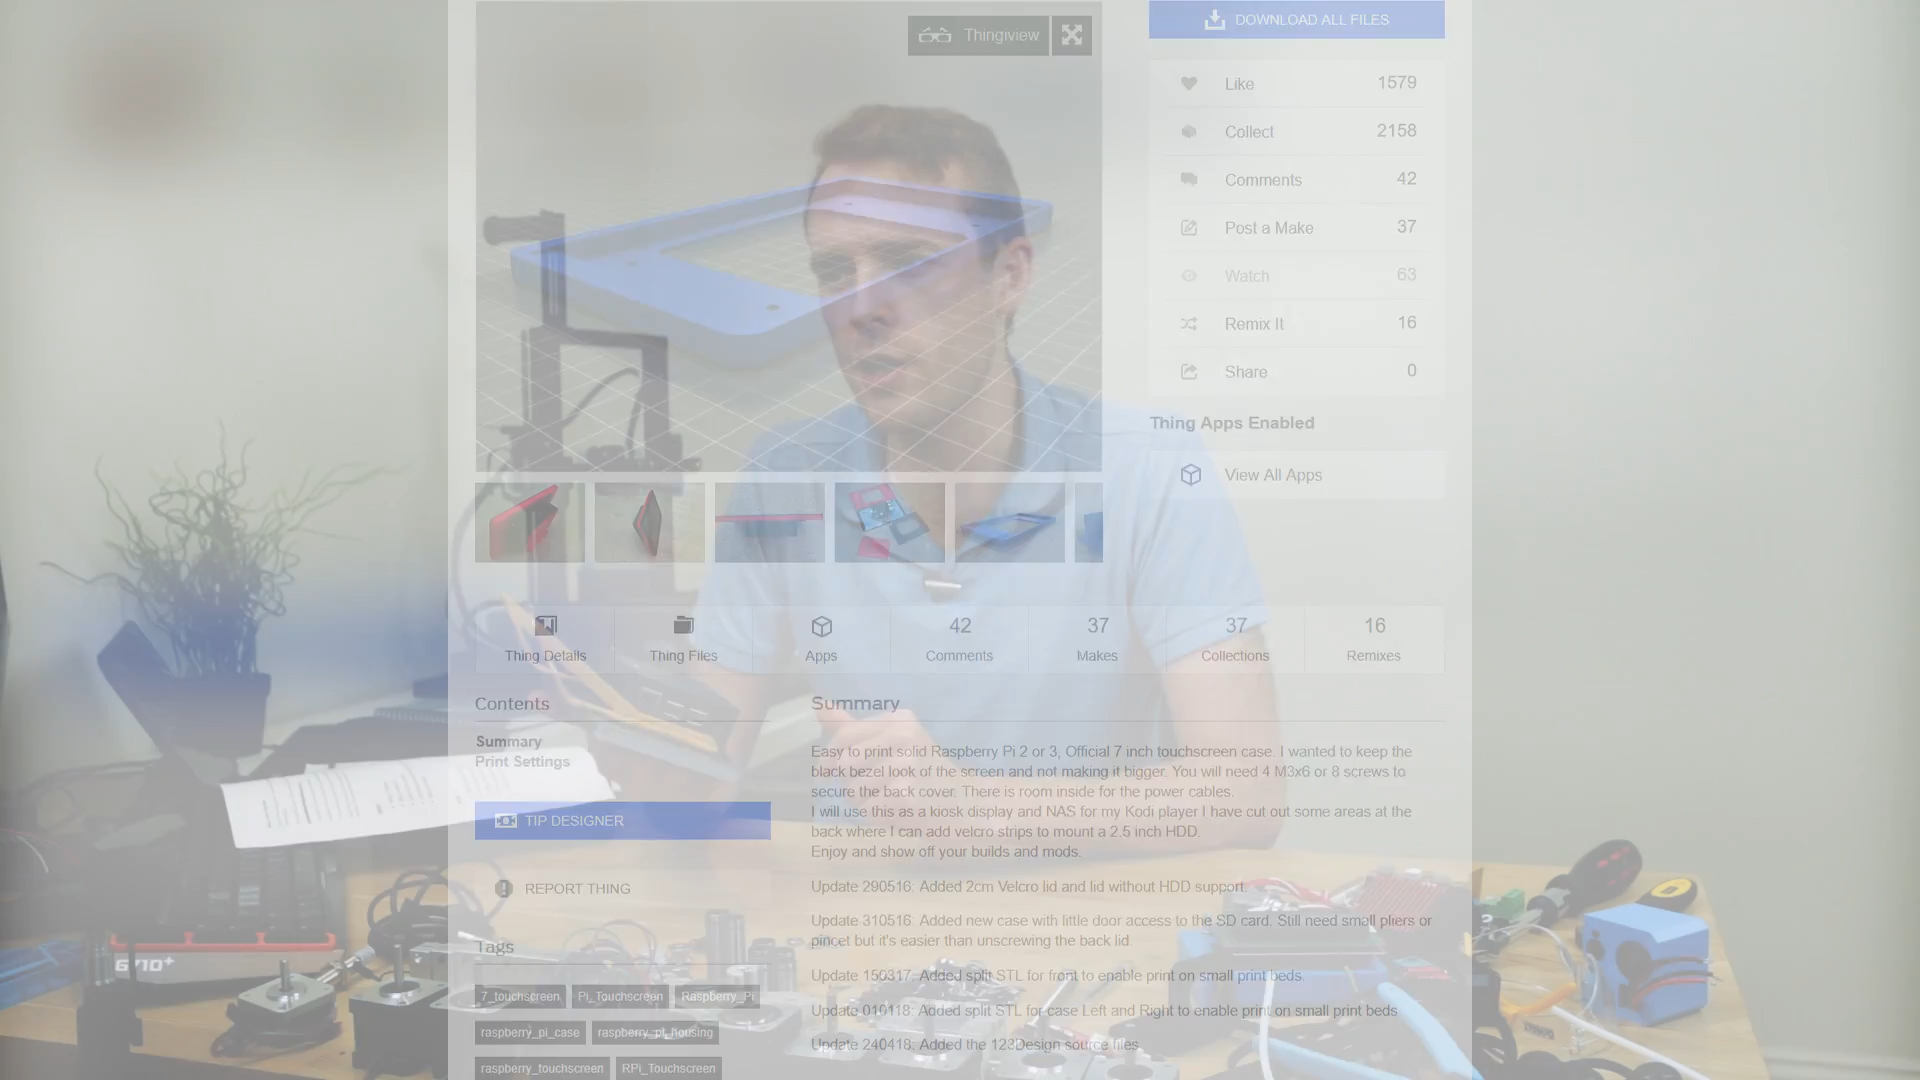 Thingiview
DOWNLOAD ALL FILES
Like 1579
Collect 2158
Comments 42
Post a Make 37
Watch 63
Remix It 16
Share 0
Thing Apps Enabled
View All Apps
Thing Details
Thing Files
Apps
42 Comments
37 Makes
37 Collections
16 Remixes
Contents
Summary
Print Settings
TIP DESIGNER
REPORT THING
Tags
7_touchscreen Pi_Touchscreen Raspberry_Pi
raspberry_pi_case raspberry_pi_housing
raspberry_touchscreen RPi_Touchscreen
Summary
Easy to print solid Raspberry Pi 2 or 3, Official 7 inch touchscreen case. I wanted to keep the
black bezel look of the screen and not making it bigger. You will need 4 M3x6 or 8 screws to
secure the back cover. There is room inside for the power cables.
I will use this as a kiosk display and NAS for my Kodi player I have cut out some areas at the
back where I can add velcro strips to mount a 2.5 inch HDD.
Enjoy and show off your builds and mods.
Update 290516: Added 2cm Velcro lid and lid without HDD support.
Update 310516: Added new case with little door access to the SD card. Still need small pliers or
pincet but it's easier than unscrewing the back lid.
Update 150317: Added split STL for front to enable print on small print beds.
Update 010118: Added split STL for case Left and Right to enable print on small print beds
Update 240418: Added the 123Design source files
G710+